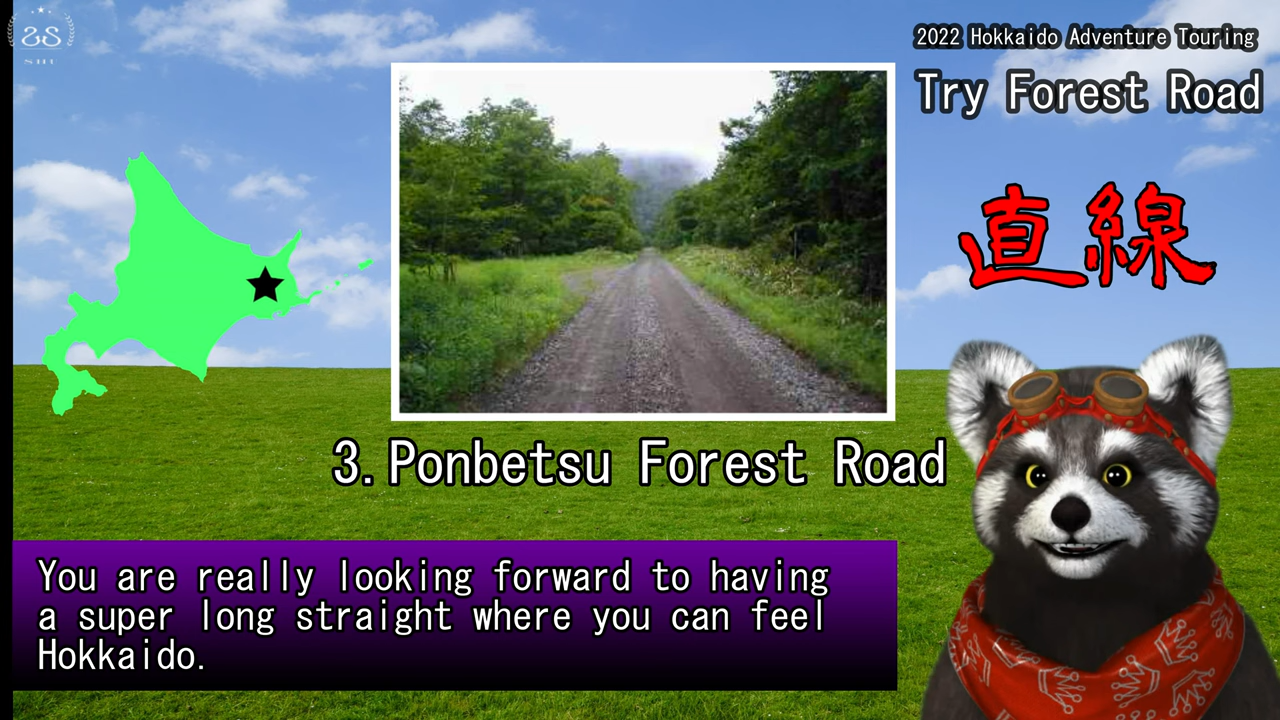 2022 Hokkaido Adventure Touring
Try Forest Road
直線
3.Ponbetsu Forest Road
You are really looking forward to having
a super long straight where you can feel
Hokkaido.